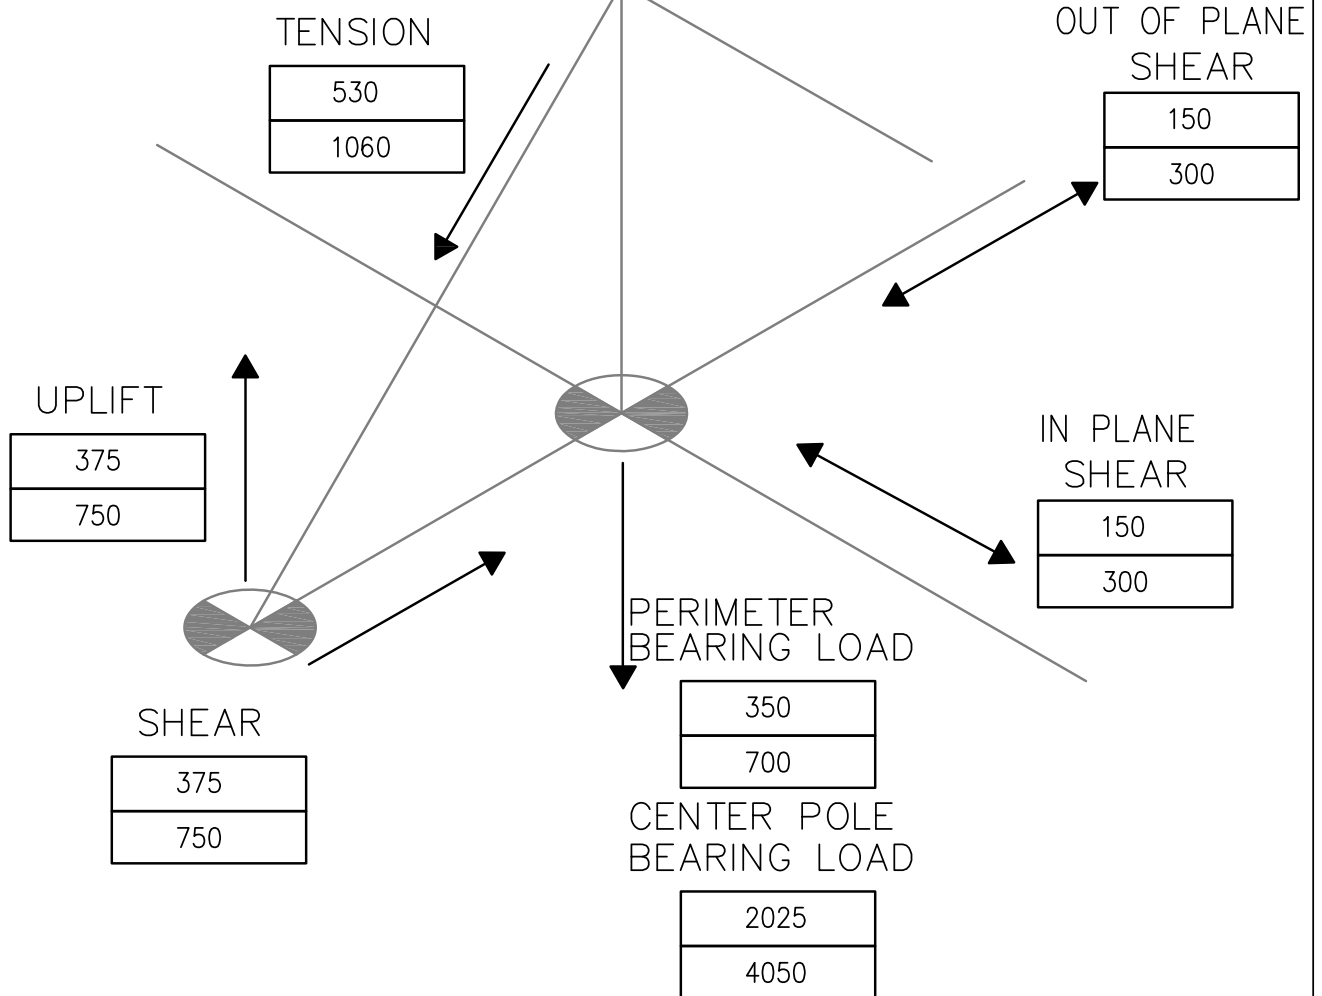 TENSION
530
1060
OUT OF PLANE
SHEAR
150
300
UPLIFT
375
750
IN PLANE
SHEAR
150
300
SHEAR
375
750
PERIMETER
BEARING LOAD
350
700
CENTER POLE
BEARING LOAD
2025
4050